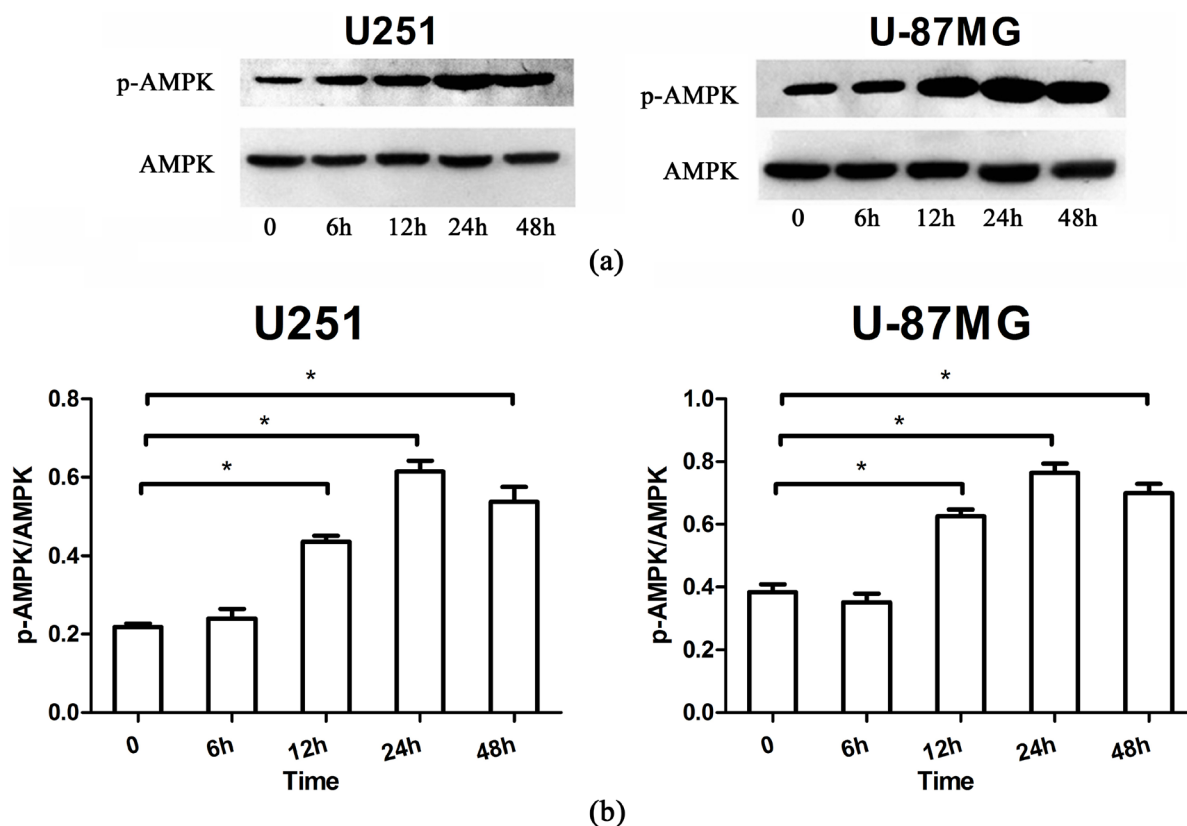 U251
U-87MG
p-AMPK
p-AMPK
AMPK
AMPK
0 6h 12h 24h 48h
0 6h 12h 24h 48h
(a)
U251
p-AMPK/AMPK
0.8
0.6
0.4
0.2
0.0
*
*
*
0 6h 12h 24h 48h
Time
U-87MG
p-AMPK/AMPK
1.0
0.8
0.6
0.4
0.2
0.0
*
*
*
0 6h 12h 24h 48h
Time
(b)